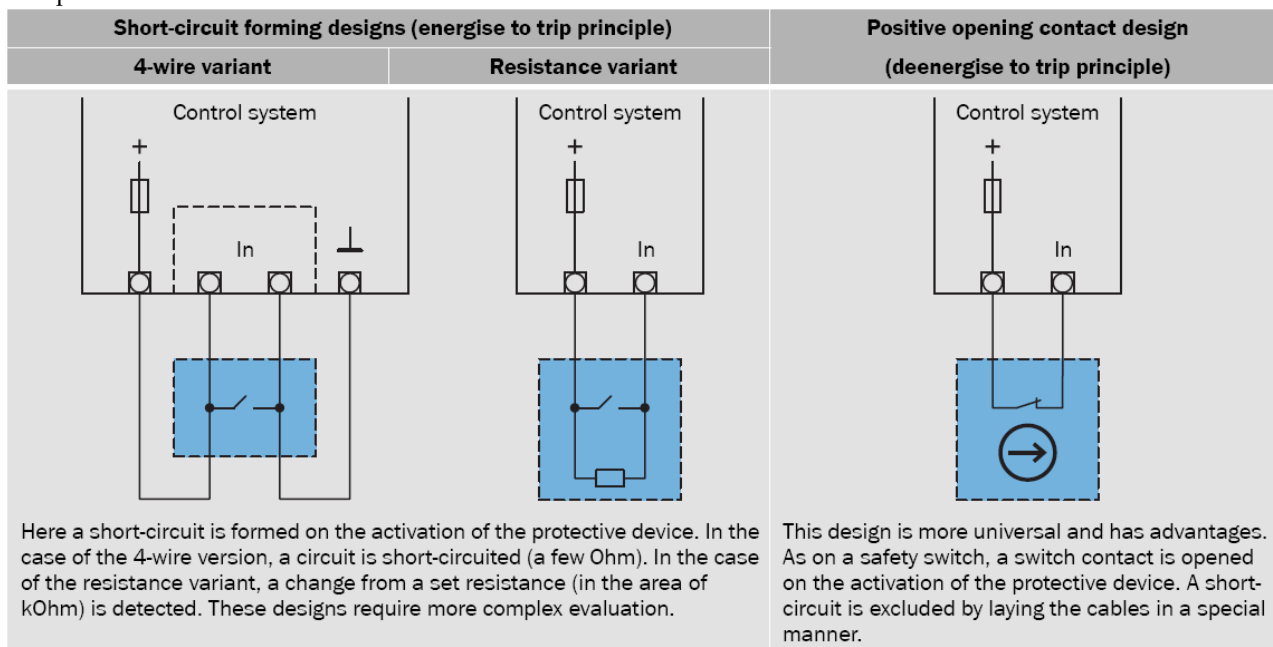 Short-circuit forming designs (energise to trip principle)
Positive opening contact design
(deenergise to trip principle)
4-wire variant
Resistance variant
Control system
+
In
Control system
+
In
Control system
+
In
Here a short-circuit is formed on the activation of the protective device. In the
case of the 4-wire version, a circuit is short-circuited (a few Ohm). In the case
of the resistance variant, a change from a set resistance (in the area of
kOhm) is detected. These designs require more complex evaluation.
This design is more universal and has advantages.
As on a safety switch, a switch contact is opened
on the activation of the protective device. A short-
circuit is excluded by laying the cables in a special
manner.